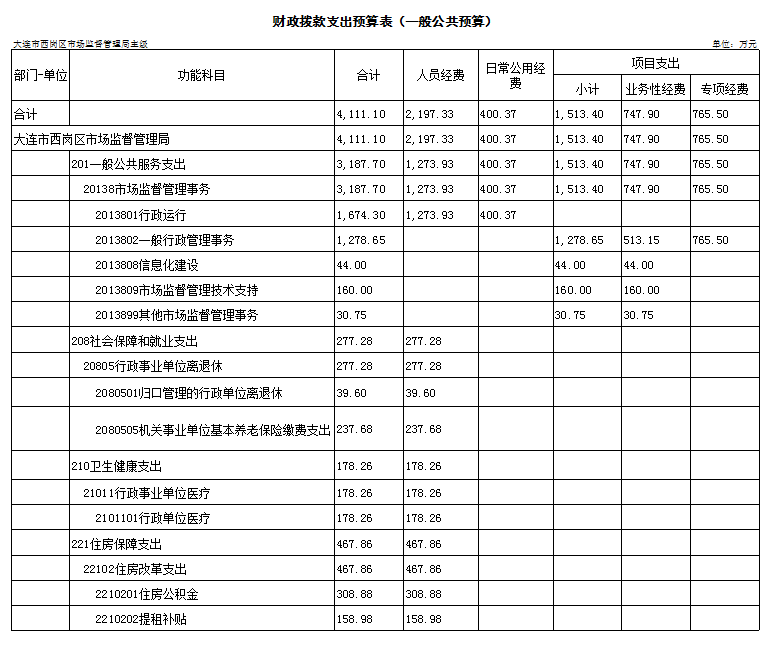 财政拨款支出预算表（一般公共预算）
大连市西岗区市场监督管理局主级 单位：万元
部门-单位 功能科目 合计 人员经费 日常公用经费 项目支出
小计 业务性经费 专项经费
合计 4,111.10 2,197.33 400.37 1,513.40 747.90 765.50
大连市西岗区市场监督管理局 4,111.10 2,197.33 400.37 1,513.40 747.90 765.50
201一般公共服务支出 3,187.70 1,273.93 400.37 1,513.40 747.90 765.50
20138市场监督管理事务 3,187.70 1,273.93 400.37 1,513.40 747.90 765.50
2013801行政运行 1,674.30 1,273.93 400.37
2013802一般行政管理事务 1,278.65 1,278.65 513.15 765.50
2013808信息化建设 44.00 44.00 44.00
2013809市场监督管理技术支持 160.00 160.00 160.00
2013899其他市场监督管理事务 30.75 30.75 30.75
208社会保障和就业支出 277.28 277.28
20805行政事业单位离退休 277.28 277.28
2080501归口管理的行政单位离退休 39.60 39.60
2080505机关事业单位基本养老保险缴费支出 237.68 237.68
210卫生健康支出 178.26 178.26
21011行政事业单位医疗 178.26 178.26
2101101行政单位医疗 178.26 178.26
221住房保障支出 467.86 467.86
22102住房改革支出 467.86 467.86
2210201住房公积金 308.88 308.88
2210202提租补贴 158.98 158.98